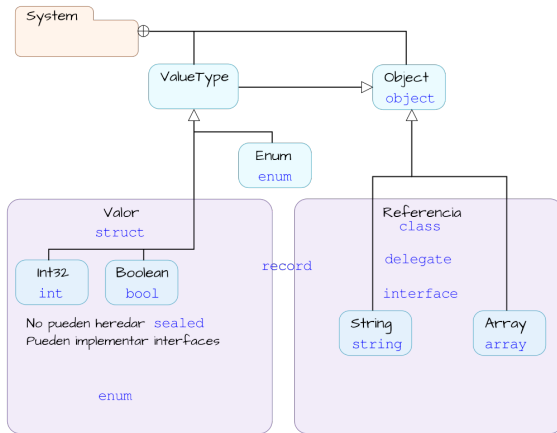 System
ValueType
Object
object
Enum
enum
Valor
struct
Referencia
class
record
delegate
interface
Int32
int
Boolean
bool
No pueden heredar sealed
Pueden implementar interfaces
String
string
Array
array
enum